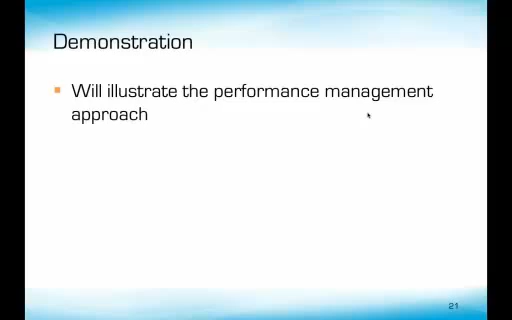 Demonstration
Will illustrate the performance management
approach
21